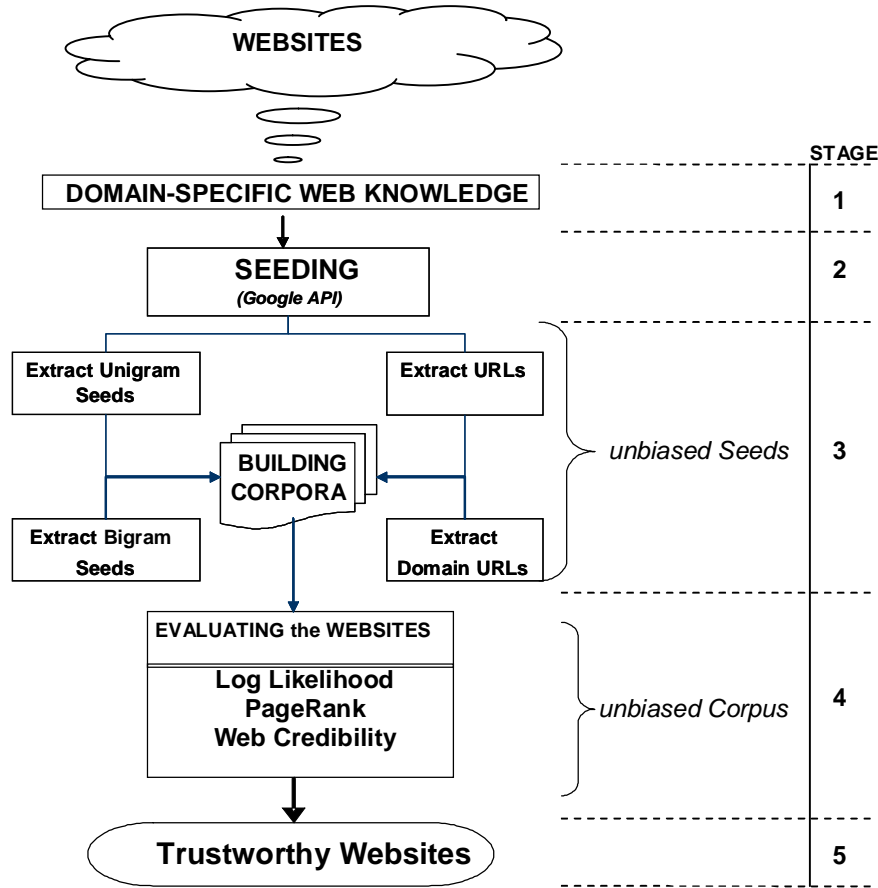 WEBSITES
STAGE
DOMAIN-SPECIFIC WEB KNOWLEDGE
1
SEEDING
(Google API)
2
Extract Unigram
Seeds
Extract URLs
BUILDING
CORPORA
unbiased Seeds
3
Extract Bigram
Seeds
Extract
Domain URLs
EVALUATING the WEBSITES
Log Likelihood
PageRank
Web Credibility
unbiased Corpus
4
Trustworthy Websites
5